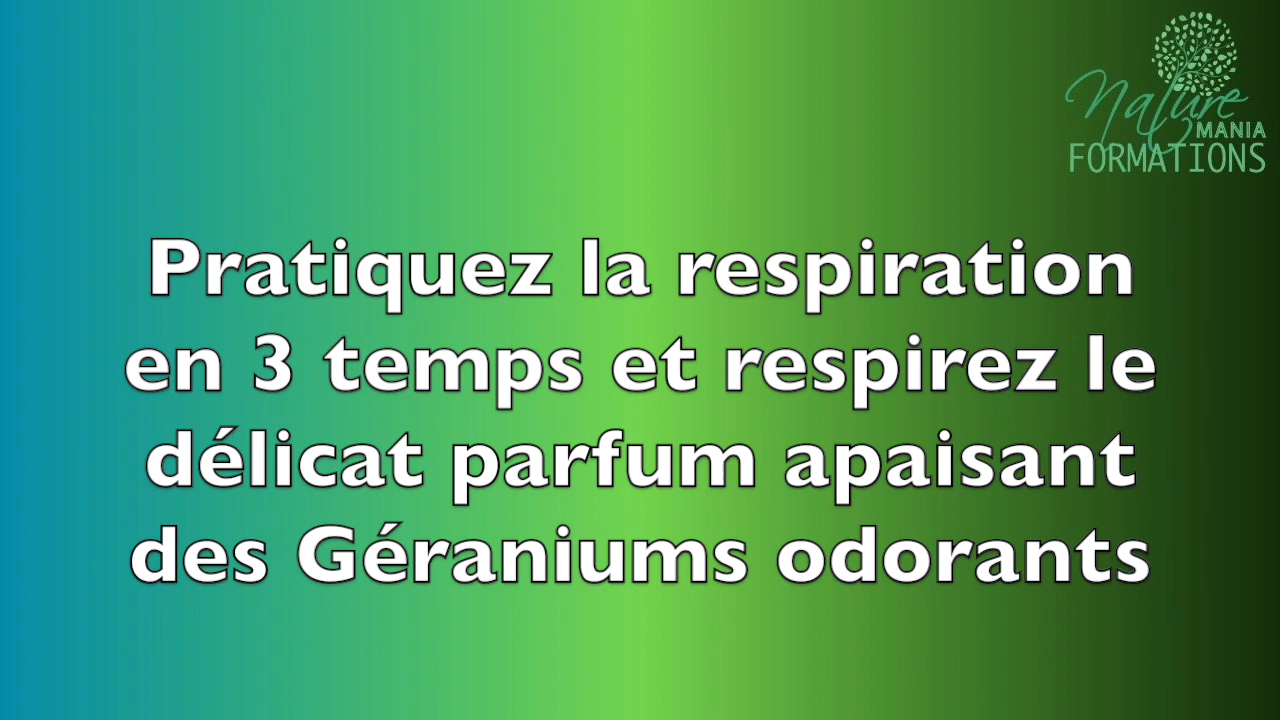 Nature
MANIA
FORMATIONS
Pratiquez la respiration
en 3 temps et respirez le
délicat parfum apaisant
des Géraniums odorants